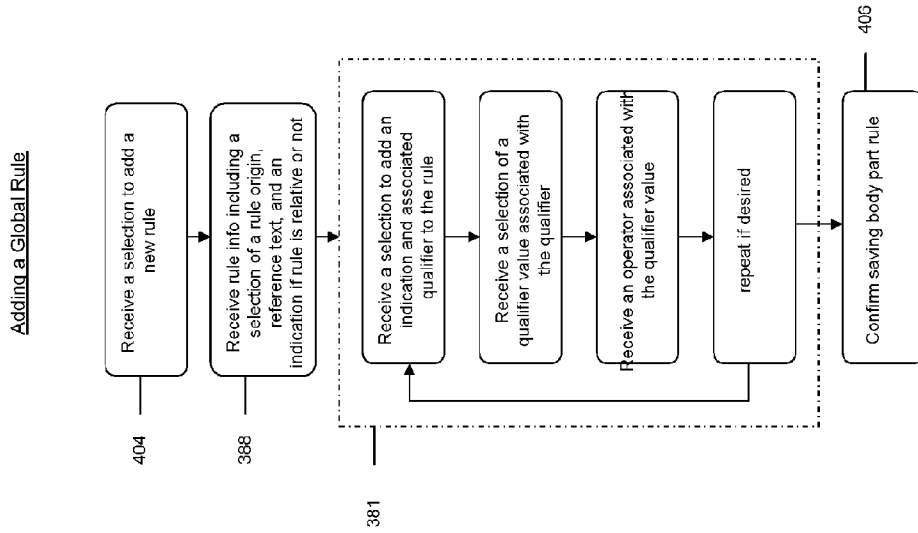 Adding a Global Rule
404
Receive a selection to add a
new rule
388
Receive rule info including a
selection of a rule origin,
reference text, and an
indication if rule is relative or not
381
Receive a selection to add an
indication and associated
qualifier to the rule
Receive a selection of a
qualifier value associated with
the qualifier
Receive an operator associated with
the qualifier value
repeat if desired
406
Confirm saving body part rule